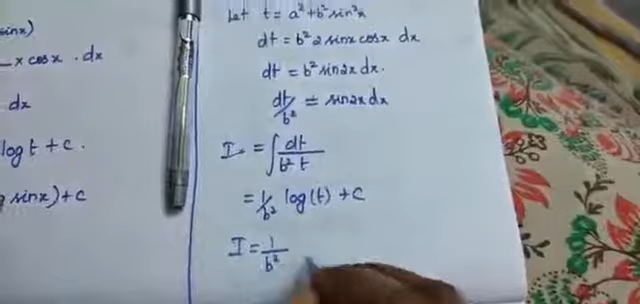 sinx)
x cosx . dx
dx
log t + c .
sinx) + c
Let t = a² + b² sin²x
dt = b² 2 sinx cosx dx
dt = b² sin2x dx.
dt/b² = sin2x dx
I = ∫ dt / b² t
= 1/b² log(t) + c
I = 1/b²